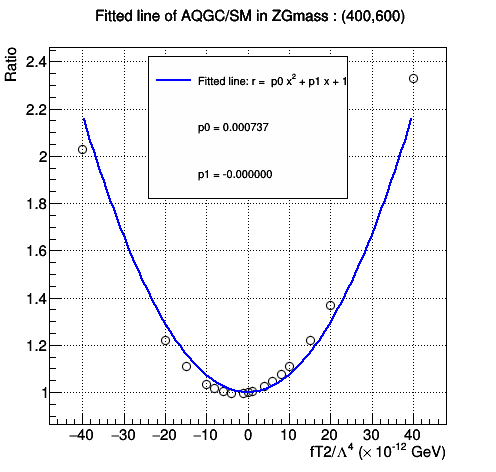 Fitted line of AQGC/SM in ZGmass : (400,600)
Ratio
2.4
2.2
2
1.8
1.6
1.4
1.2
1
Fitted line: r = p0 x² + p1 x + 1
p0 = 0.000737
p1 = -0.000000
−40 −30 −20 −10 0 10 20 30 40
fT2/Λ⁴ (× 10⁻¹² GeV)